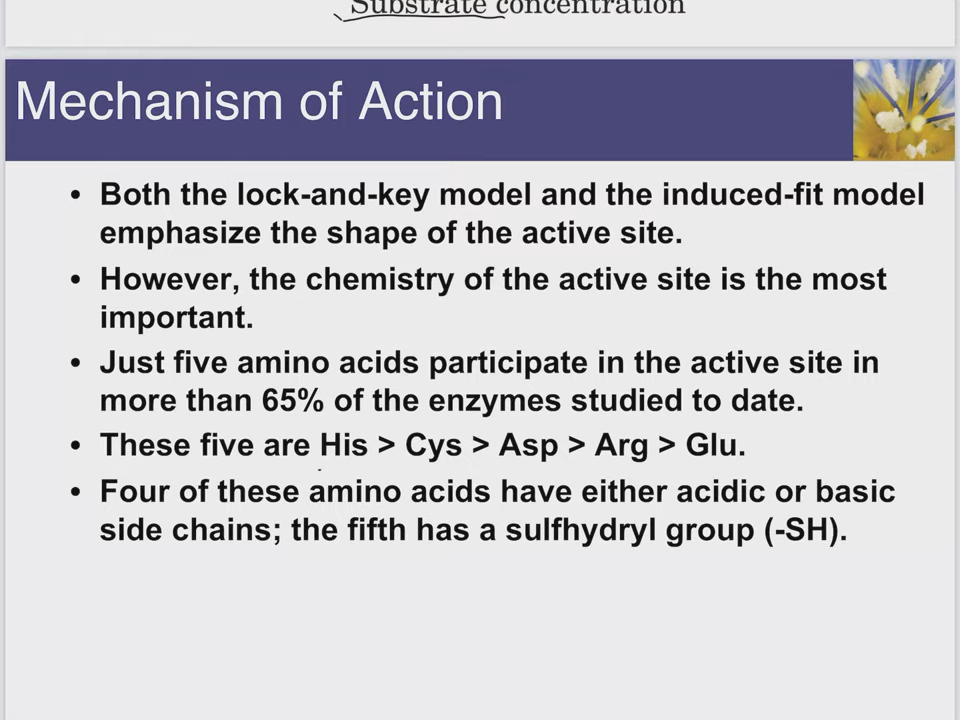 Substrate concentration
Mechanism of Action
• Both the lock-and-key model and the induced-fit model
emphasize the shape of the active site.
• However, the chemistry of the active site is the most
important.
• Just five amino acids participate in the active site in
more than 65% of the enzymes studied to date.
• These five are His > Cys > Asp > Arg > Glu.
• Four of these amino acids have either acidic or basic
side chains; the fifth has a sulfhydryl group (-SH).